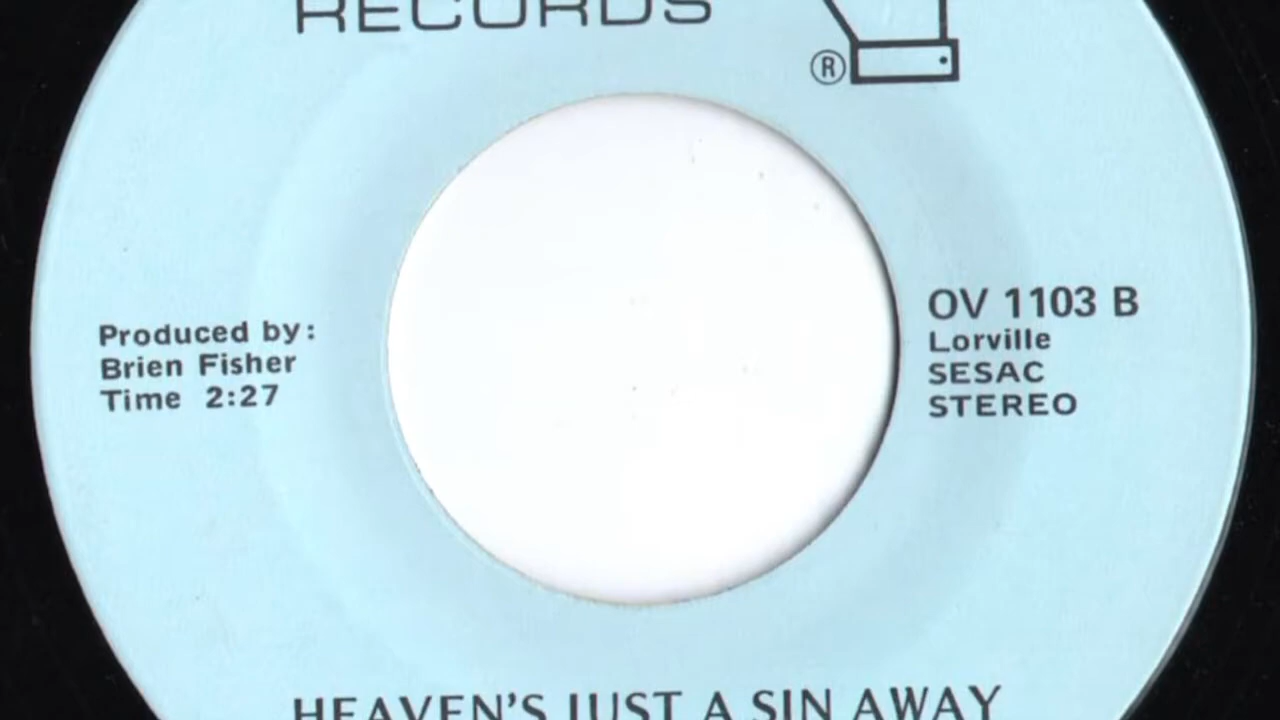 RECORDS
®
Produced by:
Brien Fisher
Time 2:27
OV 1103 B
Lorville
SESAC
STEREO
HEAVEN'S JUST A SIN AWAY